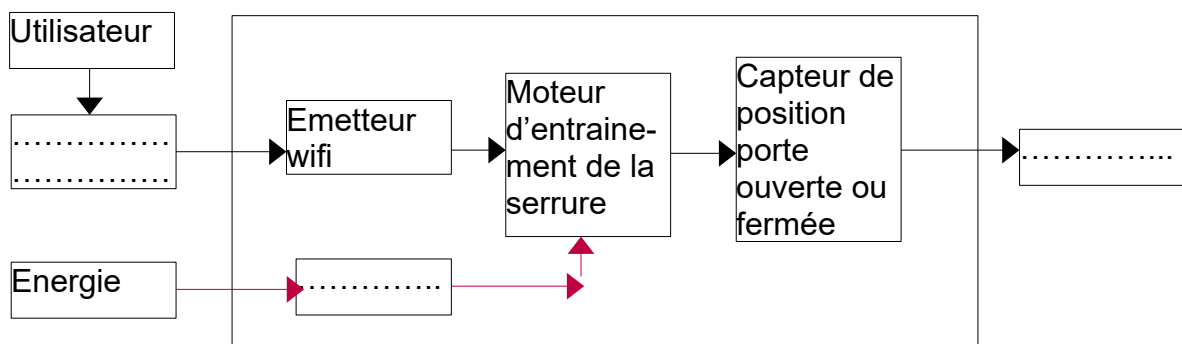 Utilisateur
...............
...............
Emetteur
wifi
Moteur
d’entraine-
ment de la
serrure
Capteur de
position
porte
ouverte ou
fermée
...............
Energie
..............